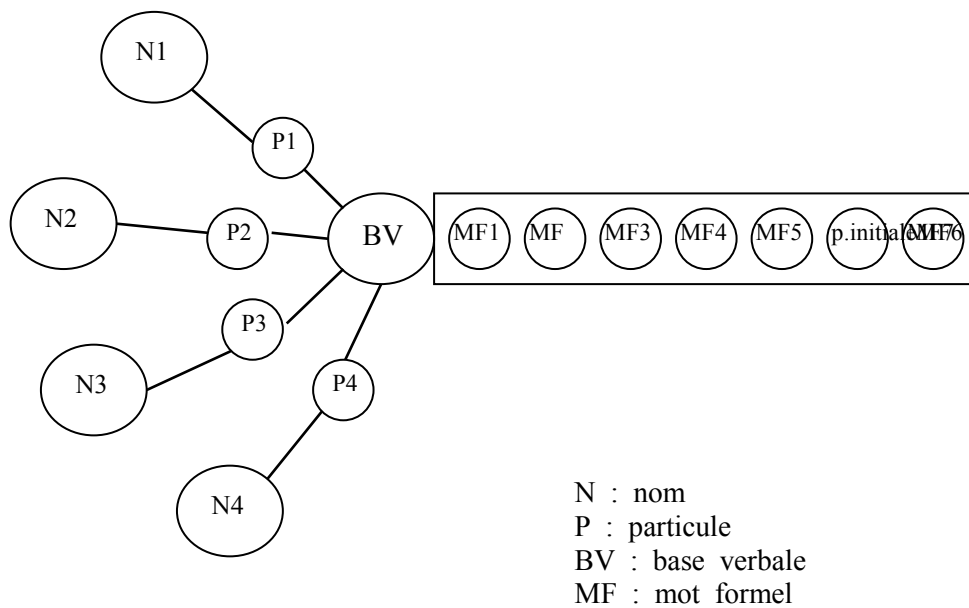 N1
P1
N2
P2
BV
MF1 MF MF3 MF4 MF5 p.initiale
P3
N3
P4
N4
N : nom
P : particule
BV : base verbale
MF : mot formel